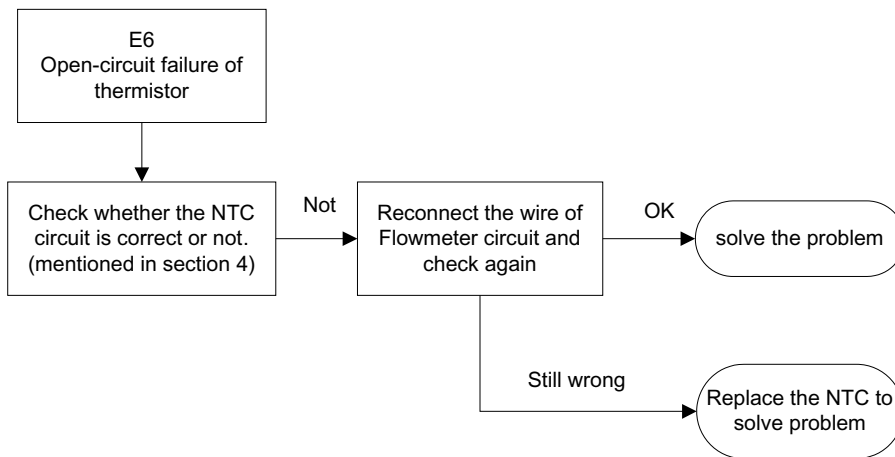 E6
Open-circuit failure of
thermistor
Check whether the NTC
circuit is correct or not.
(mentioned in section 4)
Not
Reconnect the wire of
Flowmeter circuit and
check again
OK
solve the problem
Still wrong
Replace the NTC to
solve problem